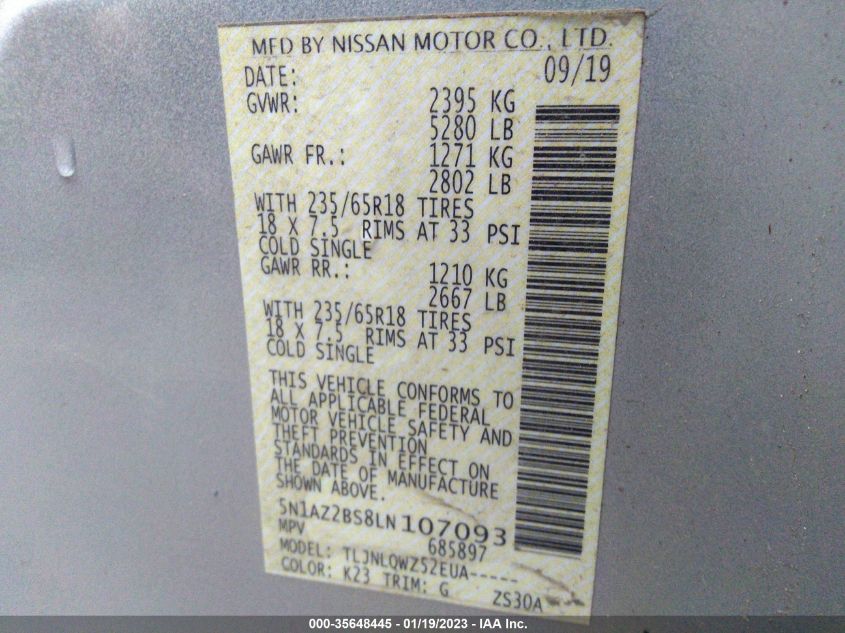 MFD BY NISSAN MOTOR CO., LTD.
DATE: 09/19
GVWR: 2395 KG
5280 LB
GAWR FR.: 1271 KG
2802 LB
WITH 235/65R18 TIRES
18 X 7.5 RIMS AT 33 PSI
COLD SINGLE
GAWR RR.: 1210 KG
2667 LB
WITH 235/65R18 TIRES
18 X 7.5 RIMS AT 33 PSI
COLD SINGLE
THIS VEHICLE CONFORMS TO
ALL APPLICABLE FEDERAL
MOTOR VEHICLE SAFETY AND
THEFT PREVENTION
STANDARDS IN EFFECT ON
THE DATE OF MANUFACTURE
SHOWN ABOVE.
5N1AZ2BS8LN107093
MPV 685897
MODEL: TLJNLQWZ52EUA-----
COLOR: K23 TRIM: G ZS30A
000-35648445 - 01/19/2023 - IAA Inc.